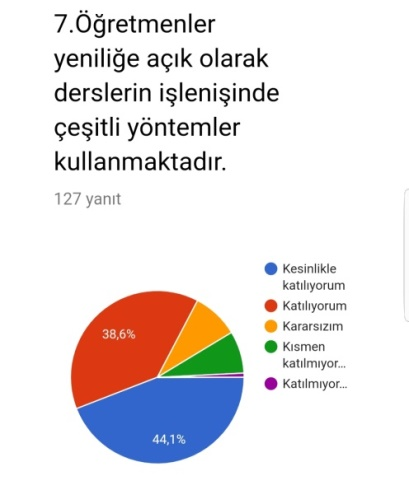 7.Öğretmenler
yeniliğe açık olarak
derslerin işlenişinde
çeşitli yöntemler
kullanmaktadır.
127 yanıt
Kesinlikle
katılıyorum
Katılıyorum
Kararsızım
Kısmen
katılmıyor...
Katılmıyor...
38,6%
44,1%